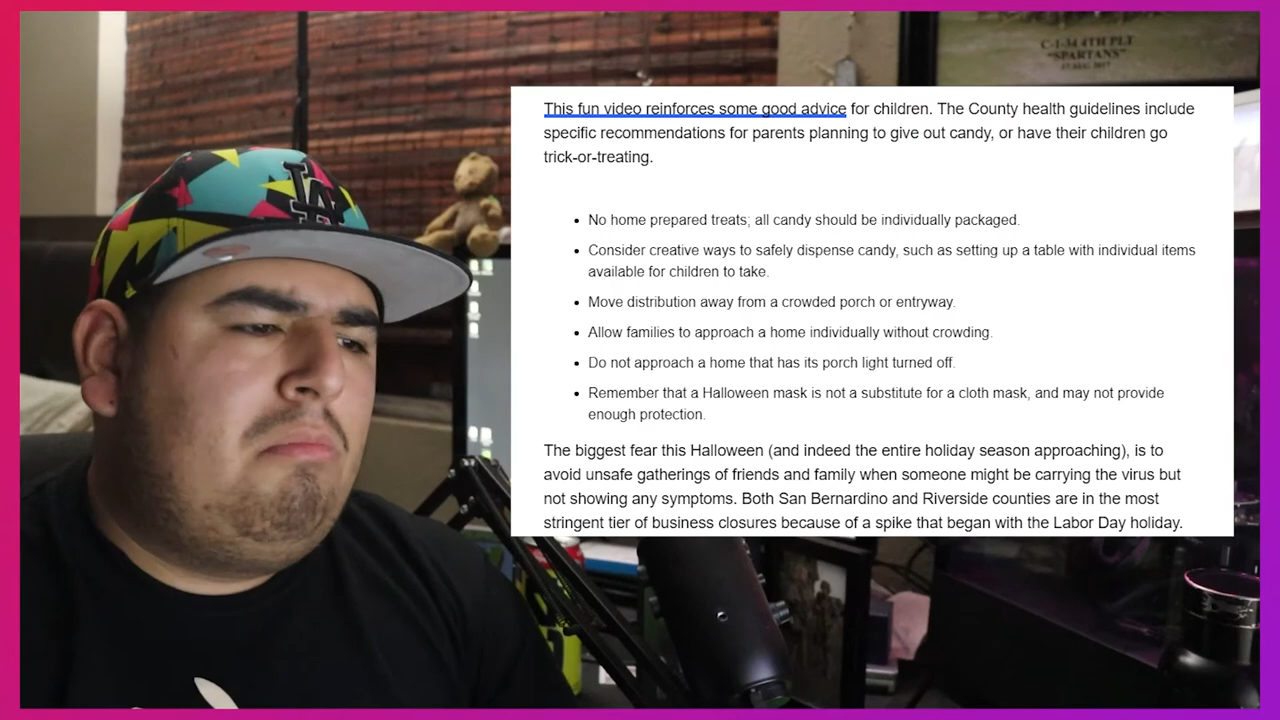 C-1-34 4TH PLT
"SPARTANS"
This fun video reinforces some good advice for children. The County health guidelines include
specific recommendations for parents planning to give out candy, or have their children go
trick-or-treating.
LA
• No home prepared treats; all candy should be individually packaged.
• Consider creative ways to safely dispense candy, such as setting up a table with individual items
available for children to take.
• Move distribution away from a crowded porch or entryway.
• Allow families to approach a home individually without crowding.
• Do not approach a home that has its porch light turned off.
• Remember that a Halloween mask is not a substitute for a cloth mask, and may not provide
enough protection.
The biggest fear this Halloween (and indeed the entire holiday season approaching), is to
avoid unsafe gatherings of friends and family when someone might be carrying the virus but
not showing any symptoms. Both San Bernardino and Riverside counties are in the most
stringent tier of business closures because of a spike that began with the Labor Day holiday.